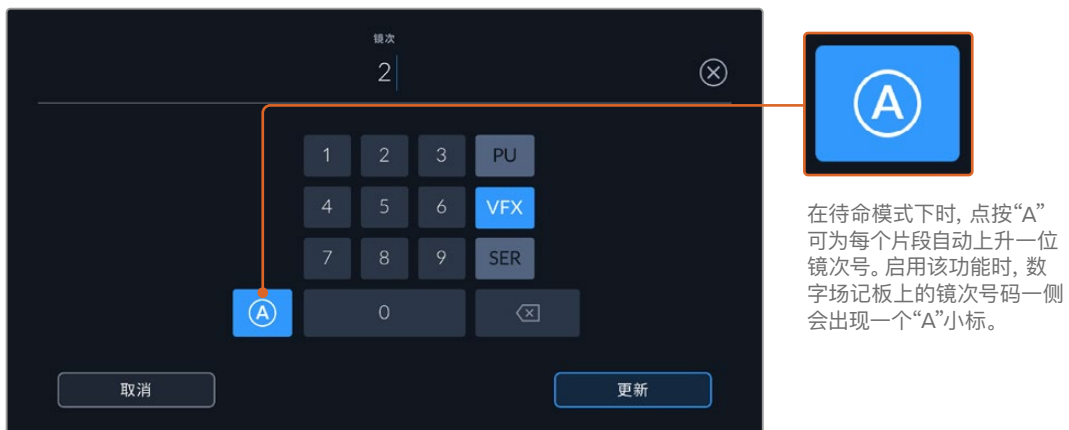 镜次
2
1 2 3 PU
4 5 6 VFX
7 8 9 SER
A 0
取消 更新
A
在待命模式下时, 点按“A”
可为每个片段自动上升一位
镜次号。启用该功能时, 数
字场记板上的镜次号码一侧
会出现一个“A”小标。